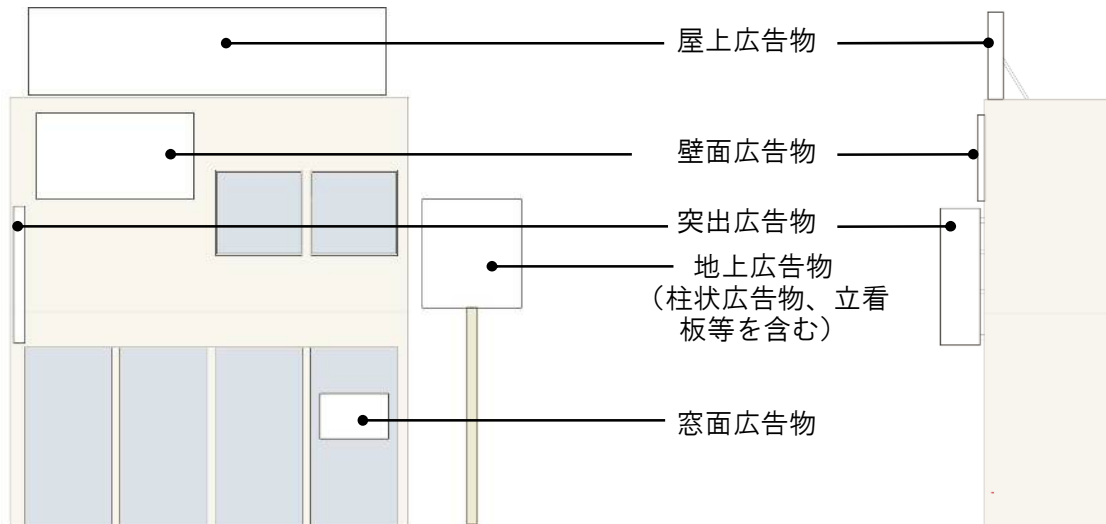 屋上広告物
壁面広告物
突出広告物
地上広告物
（柱状広告物、立看
板等を含む）
窓面広告物